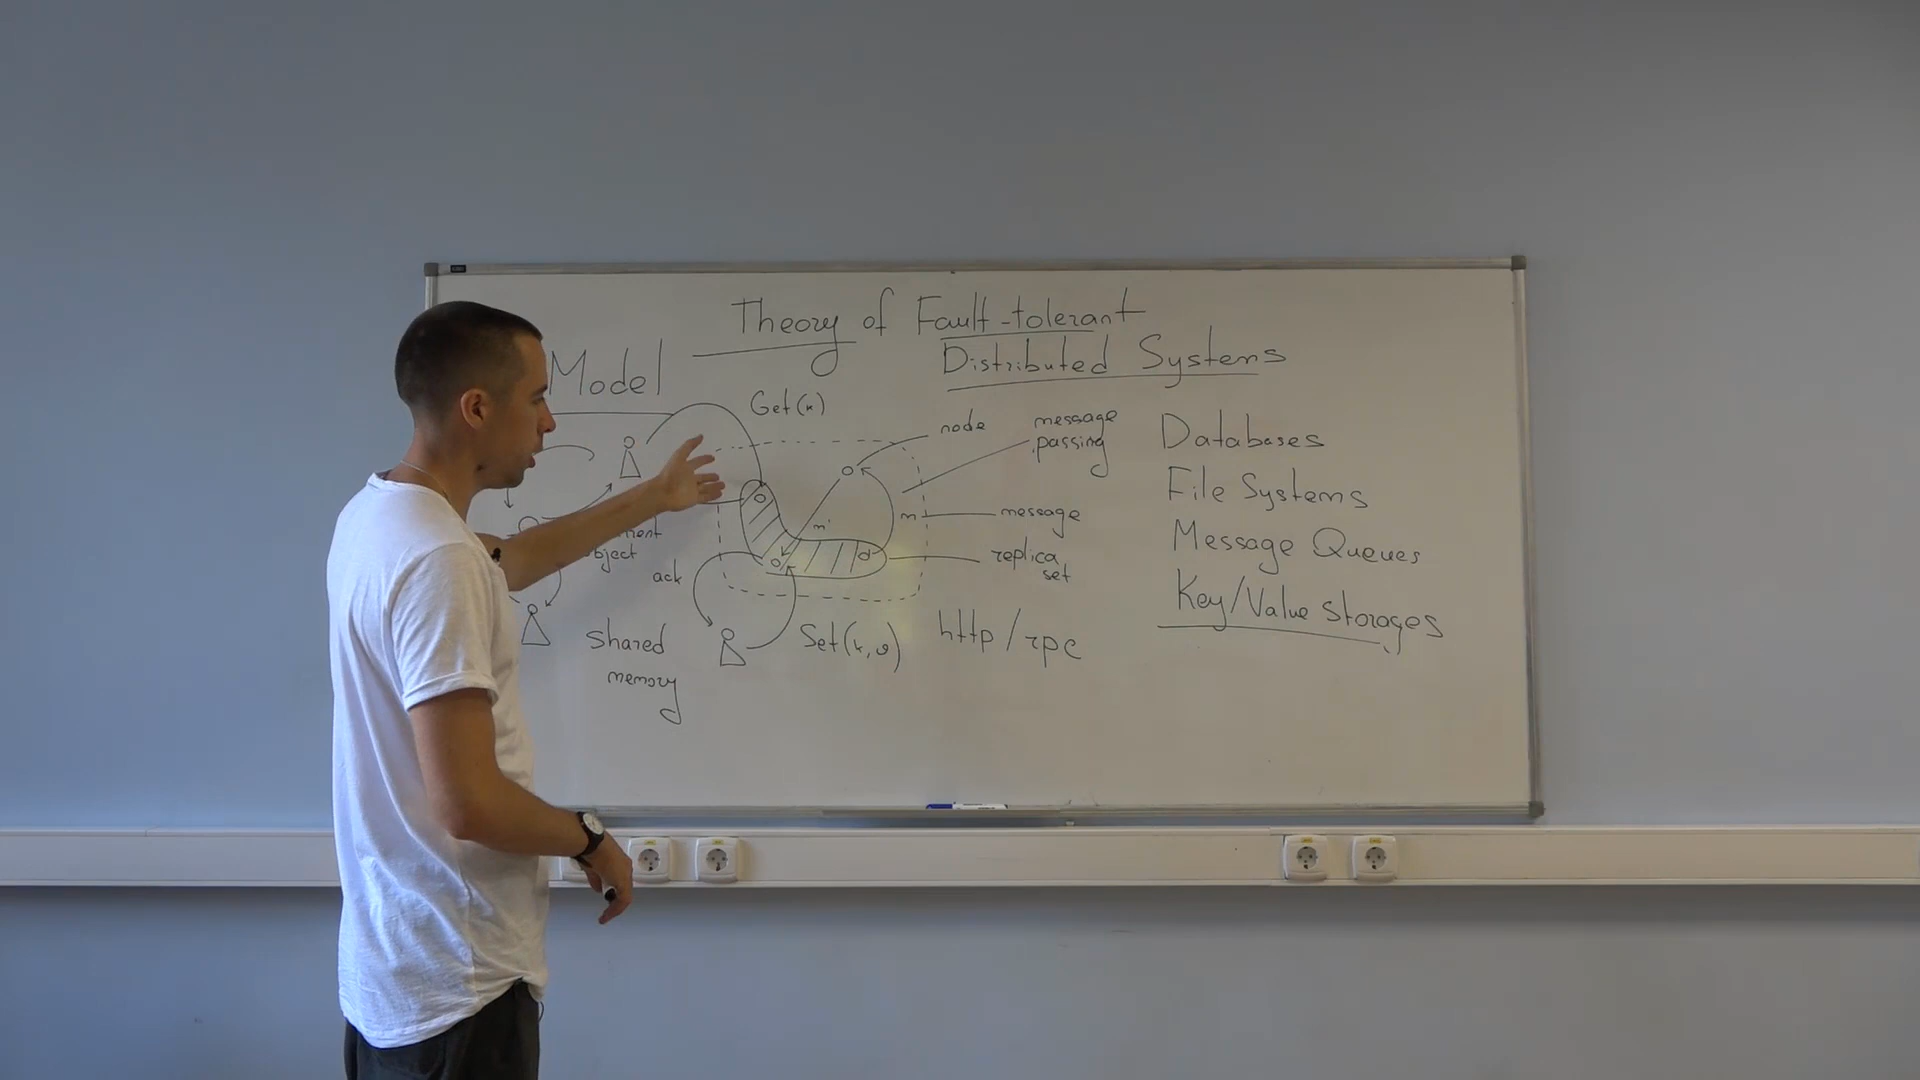 Theory of Fault-tolerant
Distributed Systems
Model
Get(k)
node
message
passing
m
message
m'
replica
set
ack
Set(k,v)
http/rpc
shared
memory
Databases
File Systems
Message Queues
Key/Value Storages